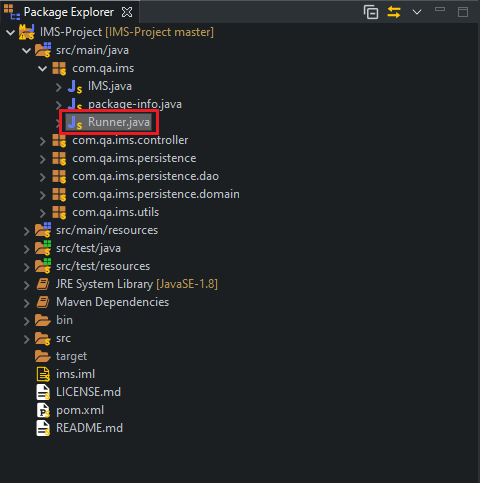 Package Explorer
IMS-Project [IMS-Project master]
src/main/java
com.qa.ims
IMS.java
package-info.java
Runner.java
com.qa.ims.controller
com.qa.ims.persistence
com.qa.ims.persistence.dao
com.qa.ims.persistence.domain
com.qa.ims.utils
src/main/resources
src/test/java
src/test/resources
JRE System Library [JavaSE-1.8]
Maven Dependencies
bin
src
target
ims.iml
LICENSE.md
pom.xml
README.md